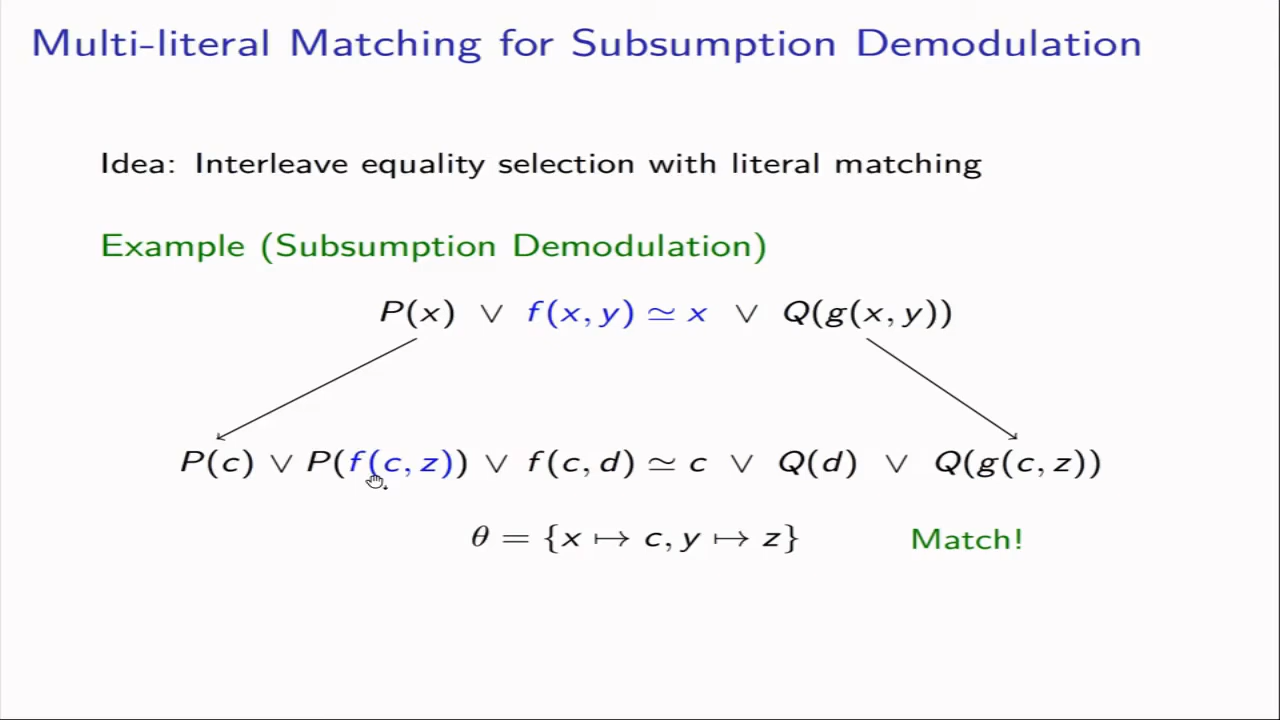 Multi-literal Matching for Subsumption Demodulation
Idea: Interleave equality selection with literal matching
Example (Subsumption Demodulation)
P(x) ∨ f(x, y) ≃ x ∨ Q(g(x, y))
P(c) ∨ P(f(c, z)) ∨ f(c, d) ≃ c ∨ Q(d) ∨ Q(g(c, z))
θ = {x ↦ c, y ↦ z} Match!